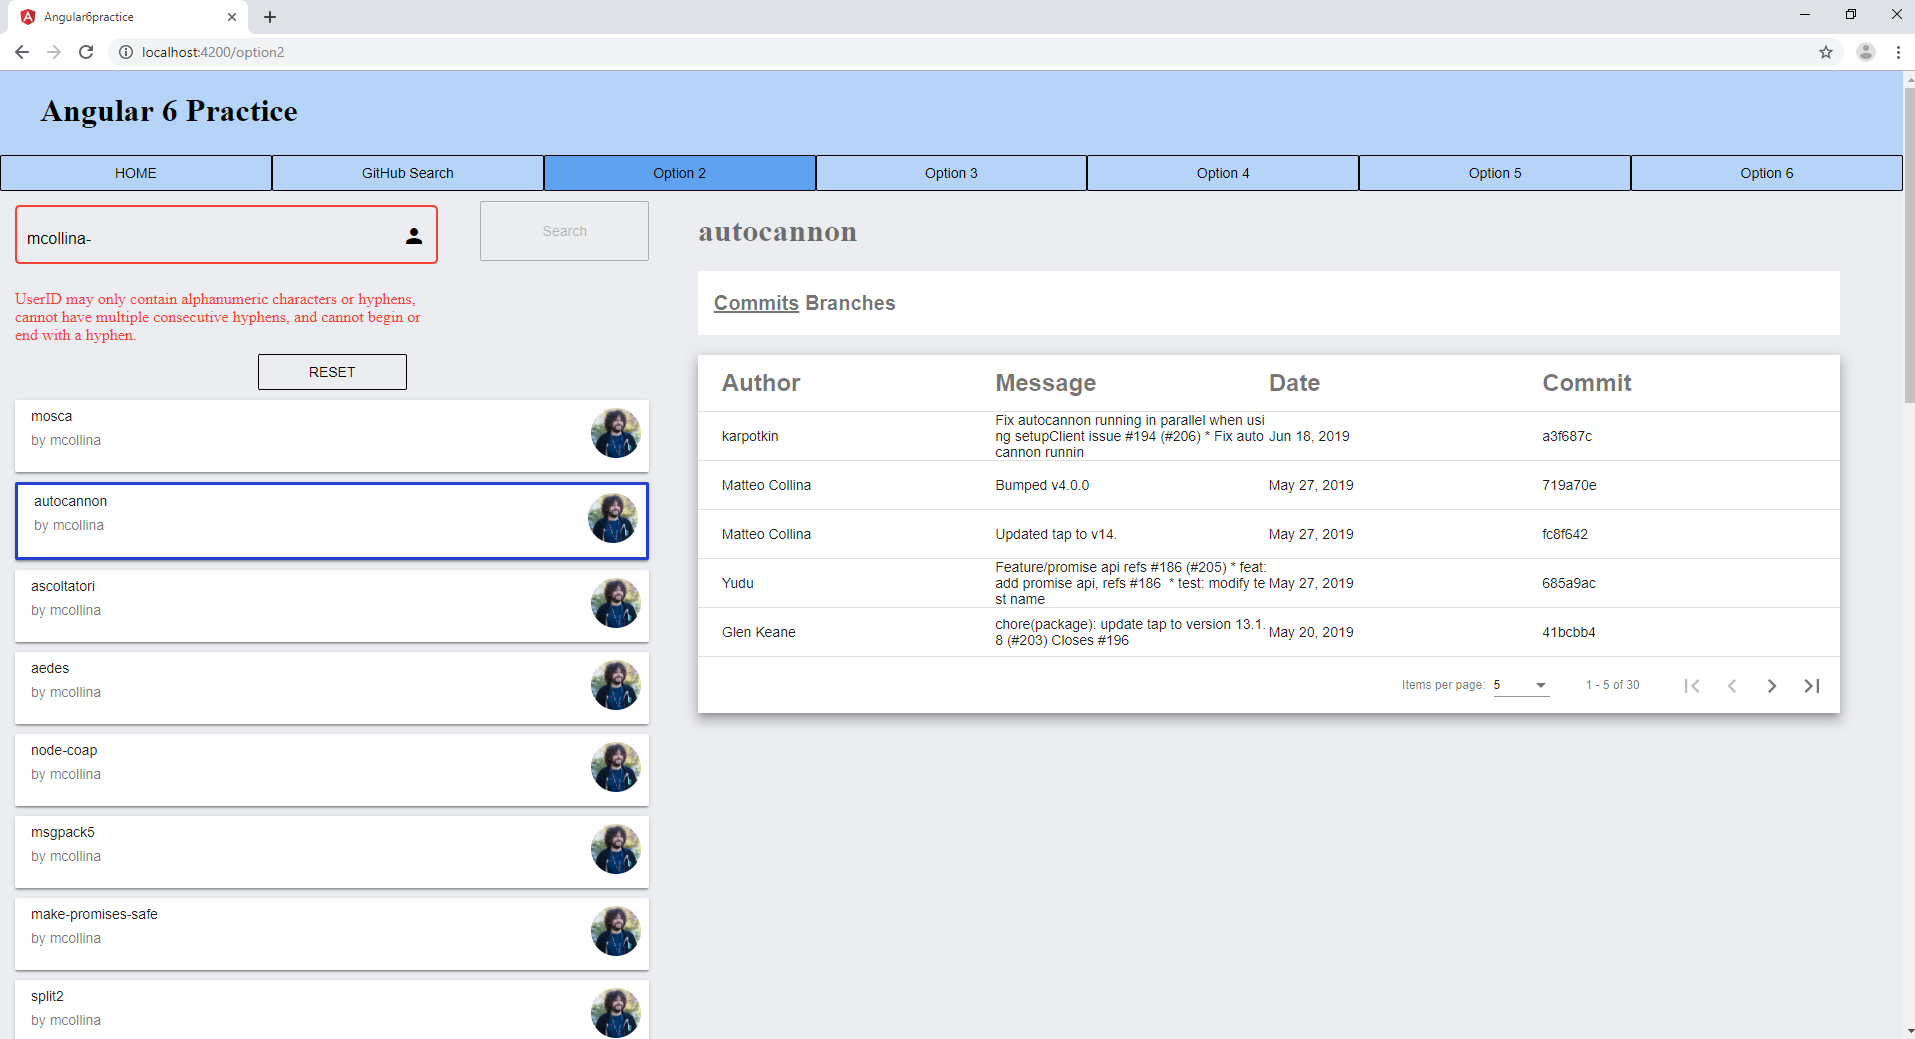 Angular6practice
localhost:4200/option2
Angular 6 Practice
HOME
GitHub Search
Option 2
Option 3
Option 4
Option 5
Option 6
mcollina-
Search
UserID may only contain alphanumeric characters or hyphens,
cannot have multiple consecutive hyphens, and cannot begin or
end with a hyphen.
RESET
mosca
by mcollina
autocannon
by mcollina
ascoltatori
by mcollina
aedes
by mcollina
node-coap
by mcollina
msgpack5
by mcollina
make-promises-safe
by mcollina
split2
by mcollina
autocannon
Commits Branches
Author Message Date Commit
karpotkin
Fix autocannon running in parallel when usi
ng setupClient issue #194 (#206) * Fix auto
cannon runnin
Jun 18, 2019
a3f687c
Matteo Collina Bumped v4.0.0 May 27, 2019 719a70e
Matteo Collina Updated tap to v14. May 27, 2019 fc8f642
Yudu
Feature/promise api refs #186 (#205) * feat:
add promise api, refs #186  * test: modify te
st name
May 27, 2019
685a9ac
Glen Keane
chore(package): update tap to version 13.1.
8 (#203) Closes #196
May 20, 2019
41bcbb4
Items per page: 5 1 - 5 of 30